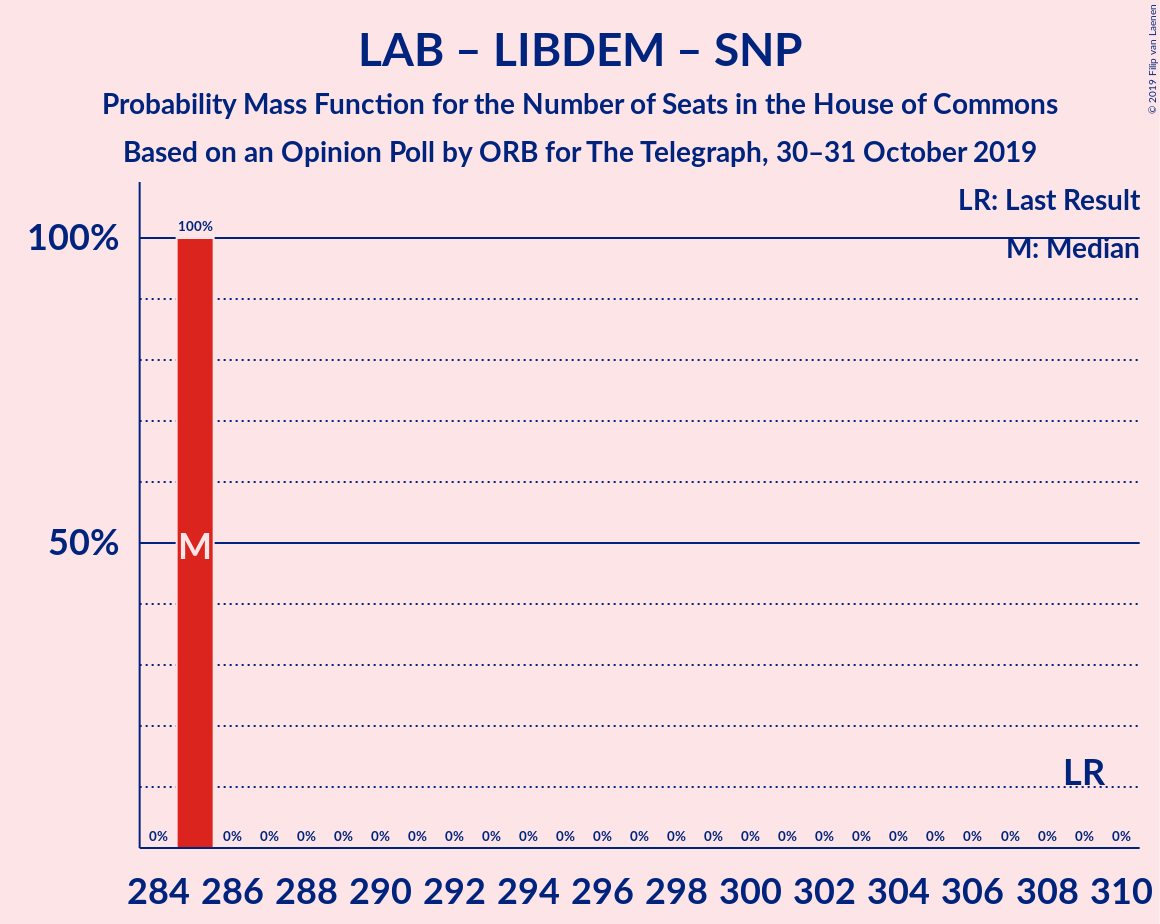 LAB – LIBDEM – SNP
Probability Mass Function for the Number of Seats in the House of Commons
Based on an Opinion Poll by ORB for The Telegraph, 30–31 October 2019
© 2019 Filip van Laenen
LR: Last Result
M: Median
100%
100%
50%
M
LR
0% 0% 0% 0% 0% 0% 0% 0% 0% 0% 0% 0% 0% 0% 0% 0% 0% 0% 0% 0% 0% 0% 0% 0% 0% 0%
284 286 288 290 292 294 296 298 300 302 304 306 308 310